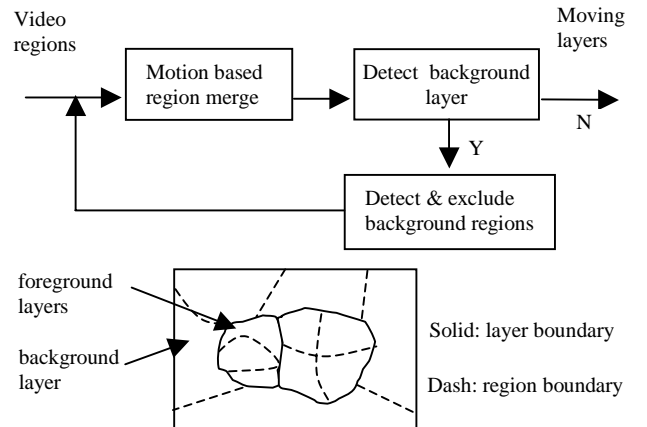 Video
regions
Moving
layers
Motion based
region merge
Detect background
layer
N
Y
Detect & exclude
background regions
foreground
layers
background
layer
Solid: layer boundary
Dash: region boundary